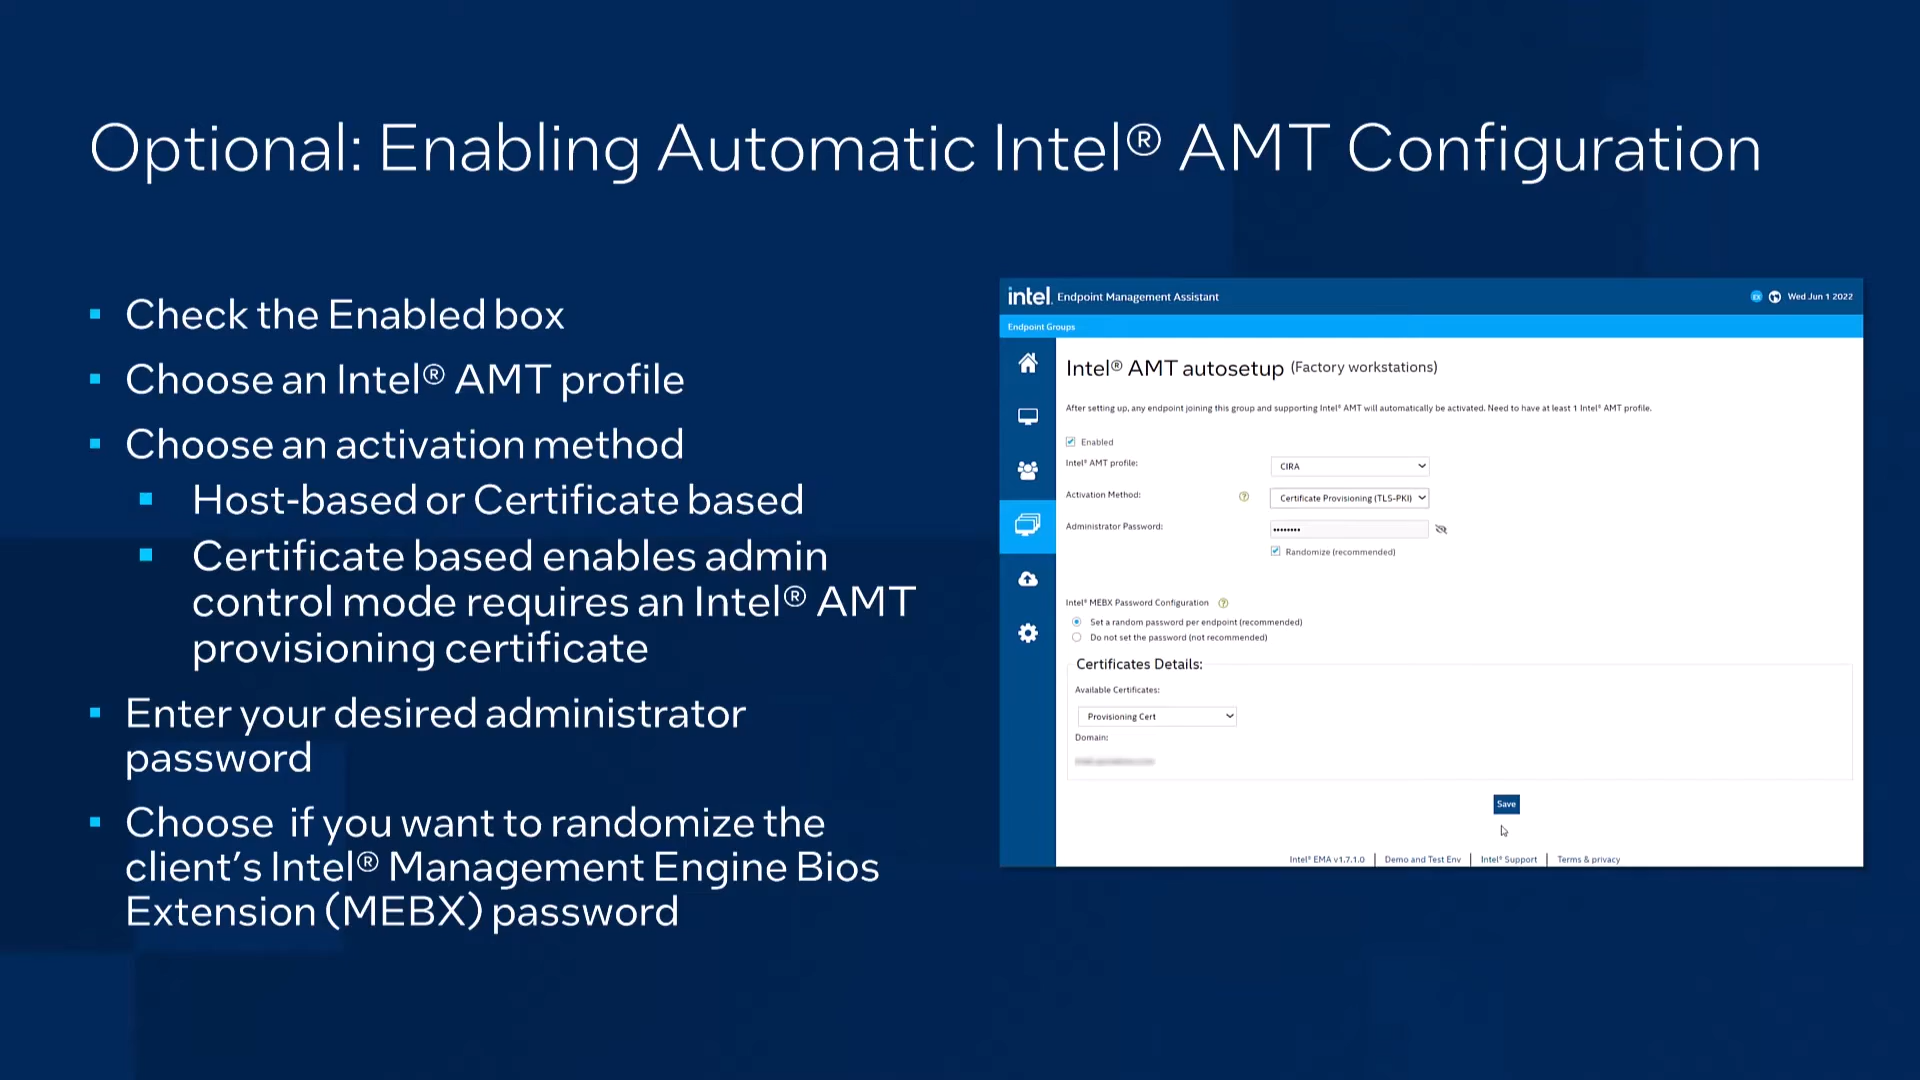 Optional: Enabling Automatic Intel® AMT Configuration
Check the Enabled box
Choose an Intel® AMT profile
Choose an activation method
Host-based or Certificate based
Certificate based enables admin
control mode requires an Intel® AMT
provisioning certificate
Enter your desired administrator
password
Choose if you want to randomize the
client's Intel® Management Engine Bios
Extension (MEBX) password
intel. Endpoint Management Assistant
Wed Jun 1 2022
Endpoint Groups
Intel® AMT autosetup (Factory workstations)
After setting up, any endpoint joining this group and supporting Intel® AMT will automatically be activated. Need to have at least 1 Intel® AMT profile.
Enabled
Intel® AMT profile: CIRA
Activation Method: Certificate Provisioning (TLS-PKI)
Administrator Password: ••••••••
Randomize (recommended)
Intel® MEBX Password Configuration
Set a random password per endpoint (recommended)
Do not set the password (not recommended)
Certificates Details:
Available Certificates:
Provisioning Cert
Domain:
Save
Intel® EMA v1.7.1.0 | Demo and Test Env | Intel® Support | Terms & privacy